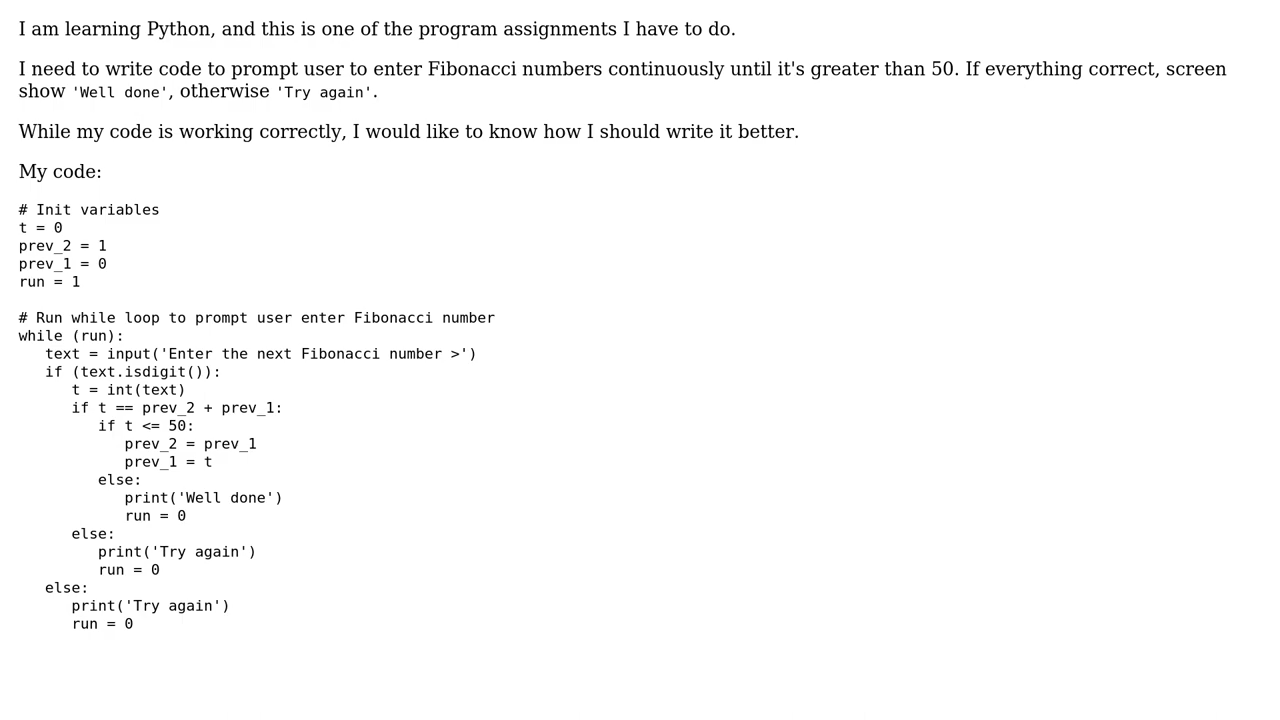 I am learning Python, and this is one of the program assignments I have to do.
I need to write code to prompt user to enter Fibonacci numbers continuously until it's greater than 50. If everything correct, screen
show 'Well done', otherwise 'Try again'.
While my code is working correctly, I would like to know how I should write it better.
My code:
# Init variables
t = 0
prev_2 = 1
prev_1 = 0
run = 1

# Run while loop to prompt user enter Fibonacci number
while (run):
   text = input('Enter the next Fibonacci number >')
   if (text.isdigit()):
      t = int(text)
      if t == prev_2 + prev_1:
         if t <= 50:
            prev_2 = prev_1
            prev_1 = t
         else:
            print('Well done')
            run = 0
      else:
         print('Try again')
         run = 0
   else:
      print('Try again')
      run = 0